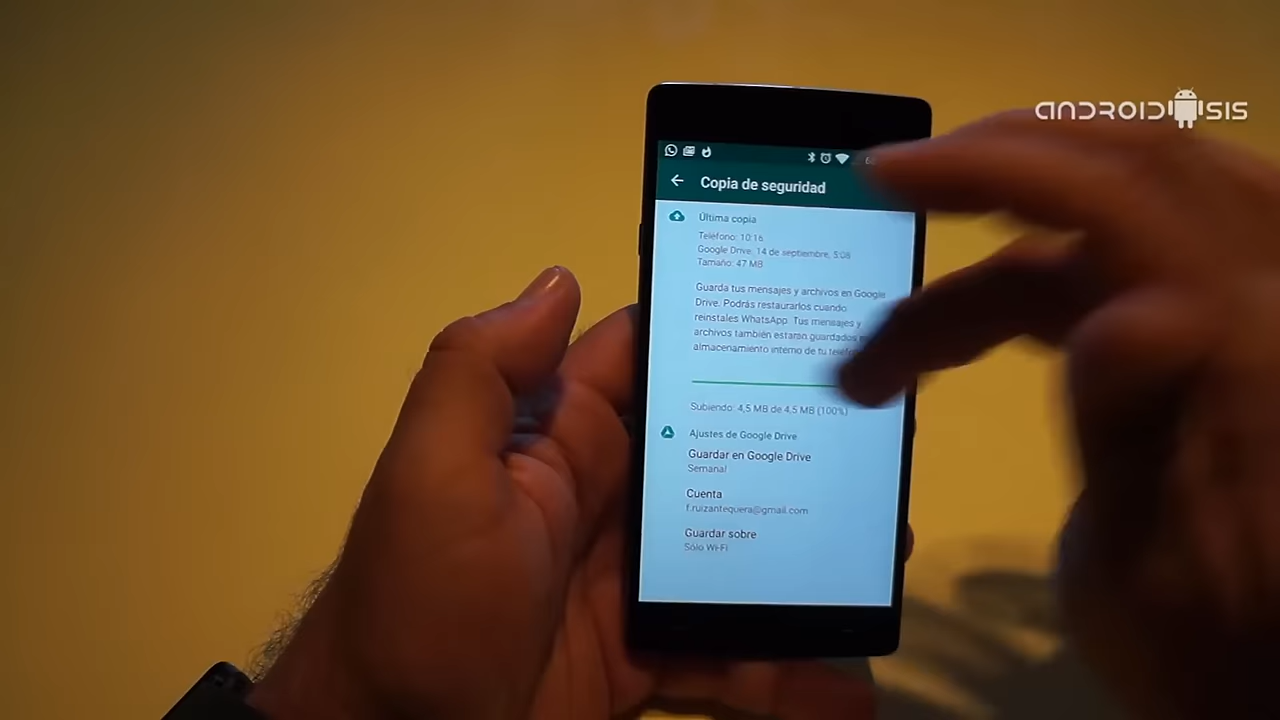 ANDROIDSIS
Copia de seguridad
Última copia
Teléfono: 10:16
Google Drive: 14 de septiembre, 5:08
Tamaño: 47 MB
Guarda tus mensajes y archivos en Google
Drive. Podrás restaurarlos cuando
reinstales WhatsApp. Tus mensajes y
archivos también estarán guardados
almacenamiento interno de tu
Subiendo: 4,5 MB de 4,5 MB (100%)
Ajustes de Google Drive
Guardar en Google Drive
Semanal
Cuenta
f.ruizantequera@gmail.com
Guardar sobre
Sólo Wi-Fi